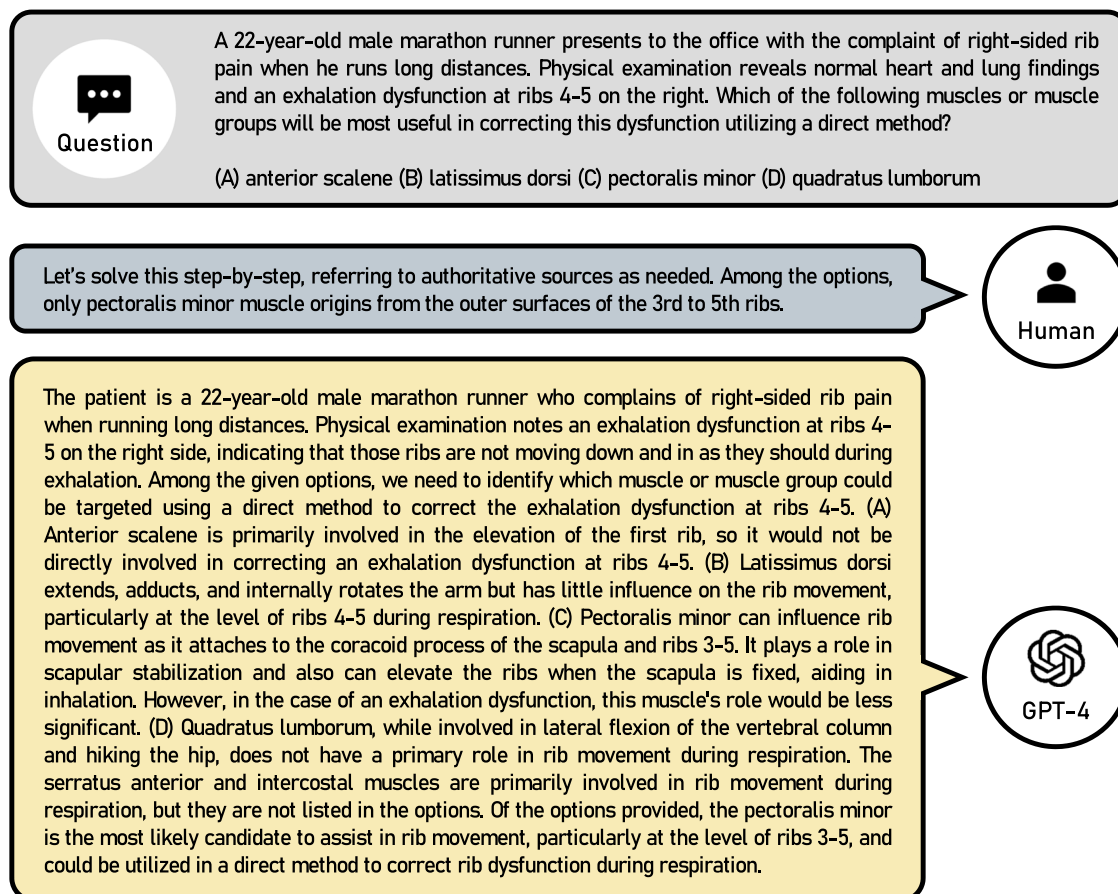 A 22-year-old male marathon runner presents to the office with the complaint of right-sided rib
pain when he runs long distances. Physical examination reveals normal heart and lung findings
and an exhalation dysfunction at ribs 4-5 on the right. Which of the following muscles or muscle
groups will be most useful in correcting this dysfunction utilizing a direct method?
Question
(A) anterior scalene (B) latissimus dorsi (C) pectoralis minor (D) quadratus lumborum
Let's solve this step-by-step, referring to authoritative sources as needed. Among the options,
only pectoralis minor muscle origins from the outer surfaces of the 3rd to 5th ribs.
Human
The patient is a 22-year-old male marathon runner who complains of right-sided rib pain
when running long distances. Physical examination notes an exhalation dysfunction at ribs 4-
5 on the right side, indicating that those ribs are not moving down and in as they should during
exhalation. Among the given options, we need to identify which muscle or muscle group could
be targeted using a direct method to correct the exhalation dysfunction at ribs 4-5. (A)
Anterior scalene is primarily involved in the elevation of the first rib, so it would not be
directly involved in correcting an exhalation dysfunction at ribs 4-5. (B) Latissimus dorsi
extends, adducts, and internally rotates the arm but has little influence on the rib movement,
particularly at the level of ribs 4-5 during respiration. (C) Pectoralis minor can influence rib
movement as it attaches to the coracoid process of the scapula and ribs 3-5. It plays a role in
scapular stabilization and also can elevate the ribs when the scapula is fixed, aiding in
inhalation. However, in the case of an exhalation dysfunction, this muscle's role would be less
significant. (D) Quadratus lumborum, while involved in lateral flexion of the vertebral column
and hiking the hip, does not have a primary role in rib movement during respiration. The
serratus anterior and intercostal muscles are primarily involved in rib movement during
respiration, but they are not listed in the options. Of the options provided, the pectoralis minor
is the most likely candidate to assist in rib movement, particularly at the level of ribs 3-5, and
could be utilized in a direct method to correct rib dysfunction during respiration.
GPT-4